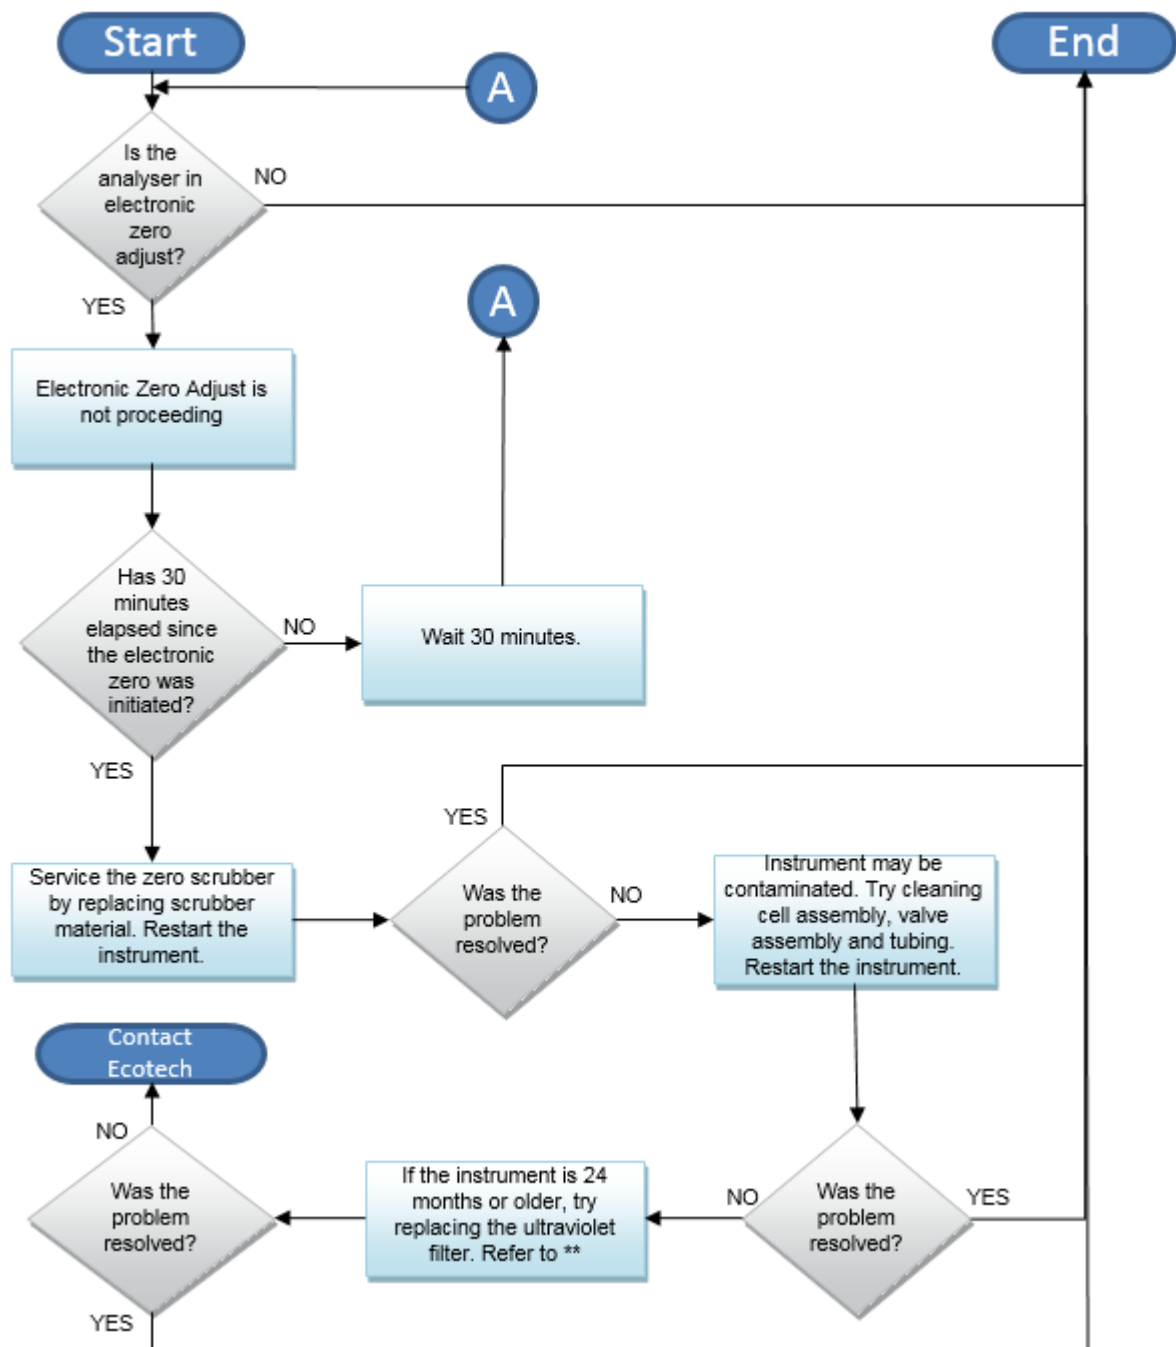 Start
End
A
Is the
analyser in
electronic
zero
adjust?
NO
YES
A
Electronic Zero Adjust is
not proceeding
Has 30
minutes
elapsed since
the electronic
zero was
initiated?
NO
Wait 30 minutes.
YES
YES
Service the zero scrubber
by replacing scrubber
material. Restart the
instrument.
Was the
problem
resolved?
NO
Instrument may be
contaminated. Try cleaning
cell assembly, valve
assembly and tubing.
Restart the instrument.
Contact
Ecotech
NO
Was the
problem
resolved?
YES
If the instrument is 24
months or older, try
replacing the ultraviolet
filter. Refer to **
NO
Was the
problem
resolved?
YES